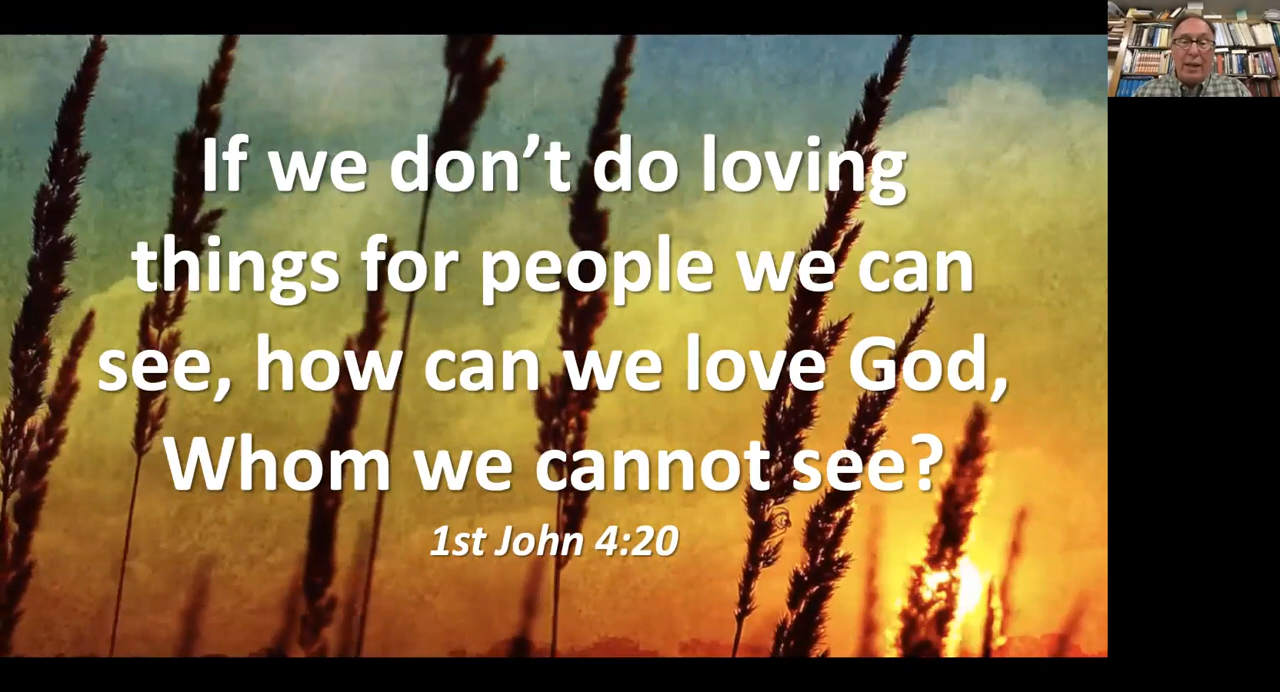 If we don’t do loving
things for people we can
see, how can we love God,
Whom we cannot see?
1st John 4:20